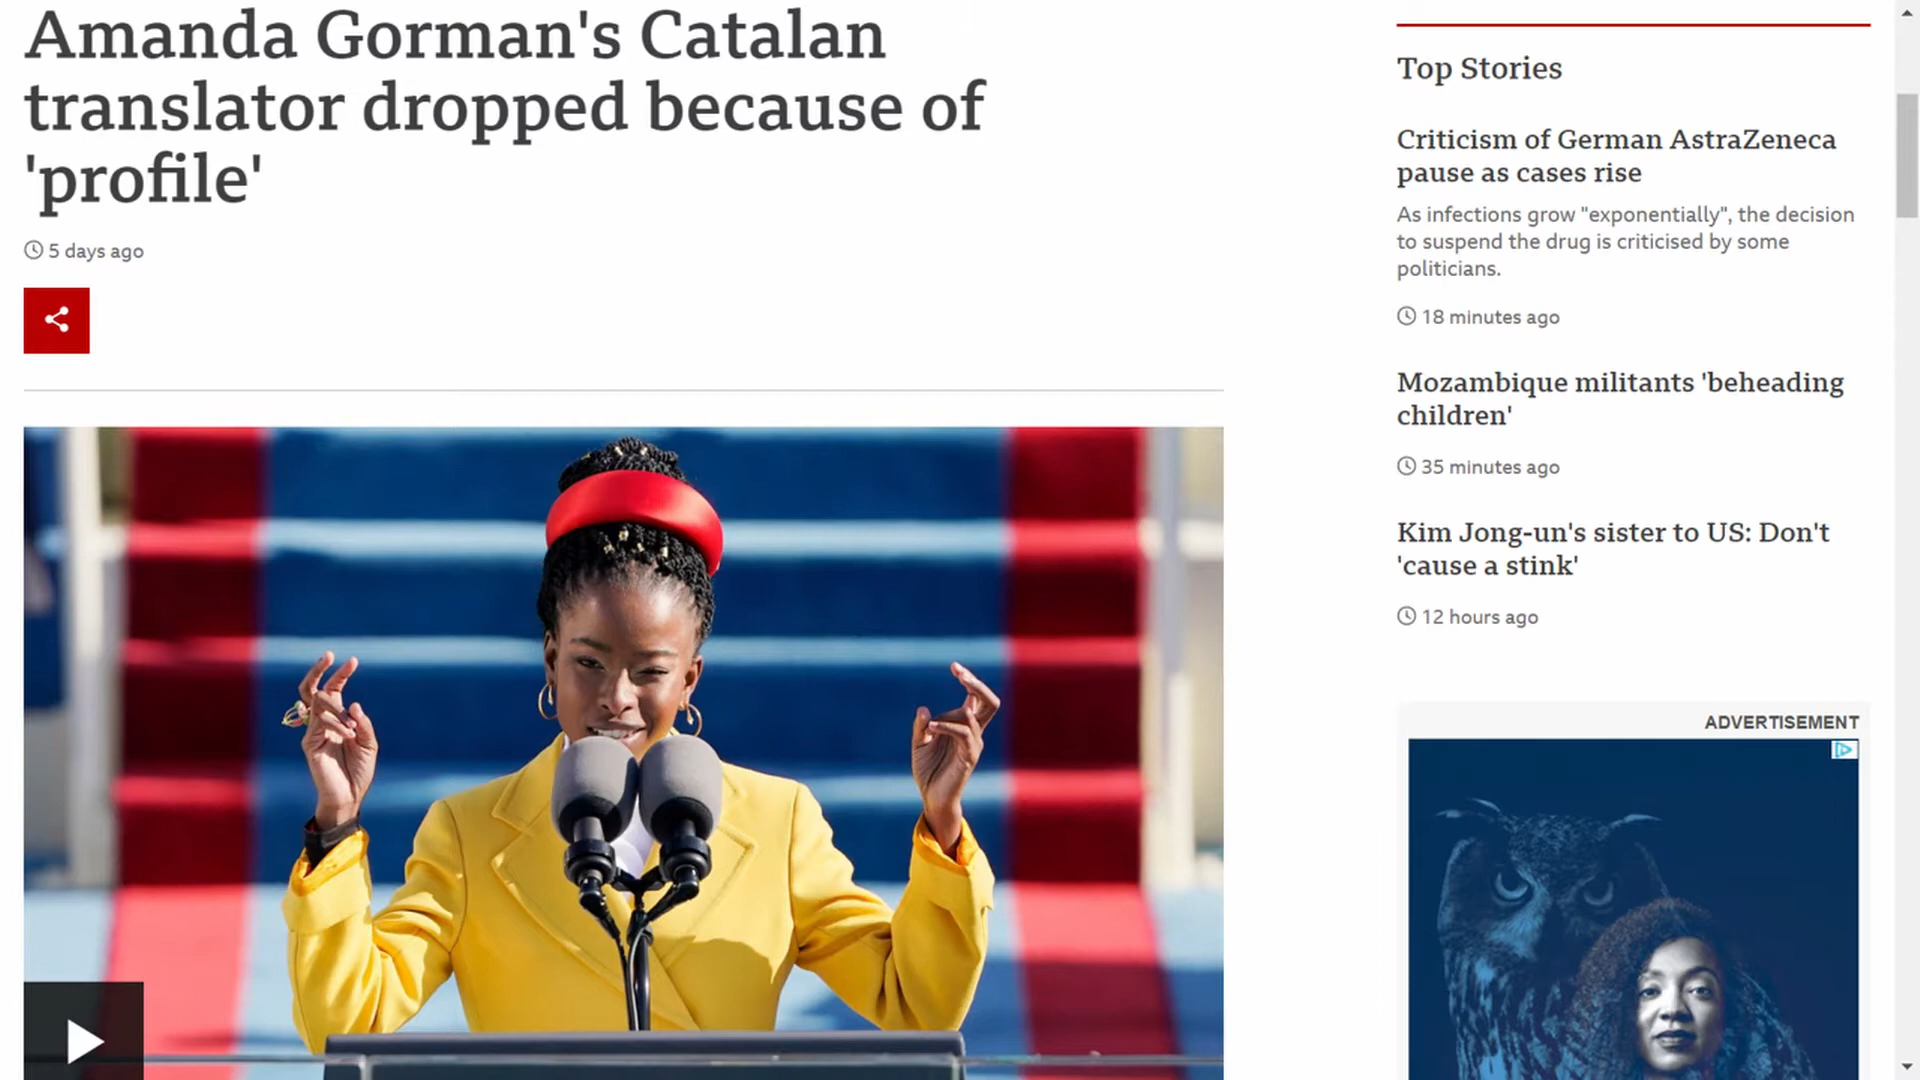 Amanda Gorman's Catalan
translator dropped because of
'profile'
5 days ago
Top Stories
Criticism of German AstraZeneca
pause as cases rise
As infections grow "exponentially", the decision
to suspend the drug is criticised by some
politicians.
18 minutes ago
Mozambique militants 'beheading
children'
35 minutes ago
Kim Jong-un's sister to US: Don't
'cause a stink'
12 hours ago
ADVERTISEMENT